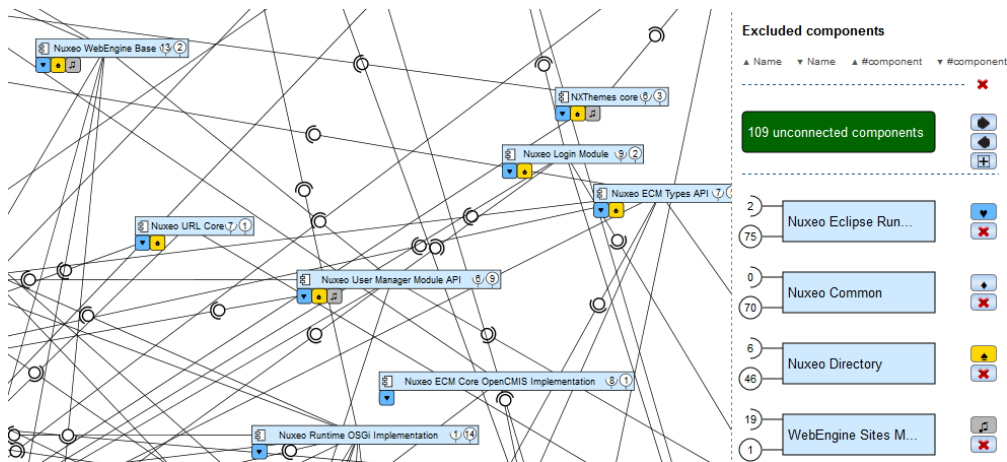 Nuxeo WebEngine Base 13 2
NXThemes core 6 3
Nuxeo Login Module 9 2
Nuxeo ECM Types API 7
Nuxeo URL Core 7 1
Nuxeo User Manager Module API 6 9
Nuxeo ECM Core OpenCMIS Implementation 8 1
Nuxeo Runtime OSGi Implementation 1 14
Excluded components
▲ Name ▼ Name ▲ #component ▼ #component
109 unconnected components
2
Nuxeo Eclipse Run...
75
0
Nuxeo Common
70
6
Nuxeo Directory
46
19
WebEngine Sites M...
1